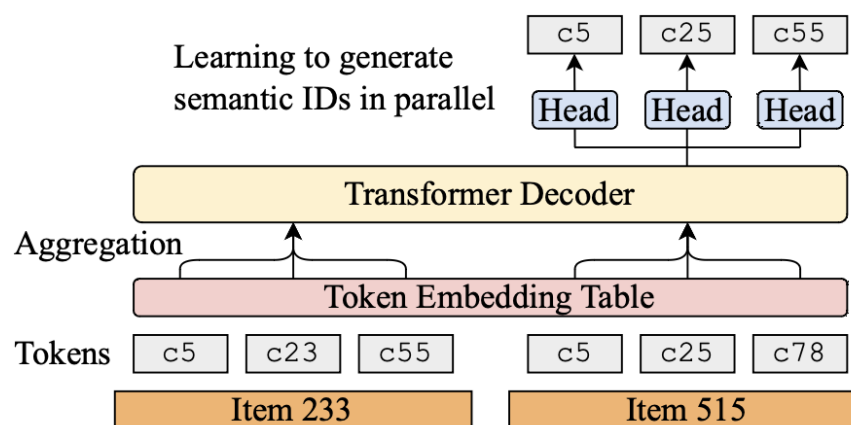 c5 c25 c55
Learning to generate
semantic IDs in parallel
Head Head Head
Transformer Decoder
Aggregation
Token Embedding Table
Tokens c5 c23 c55 c5 c25 c78
Item 233 Item 515